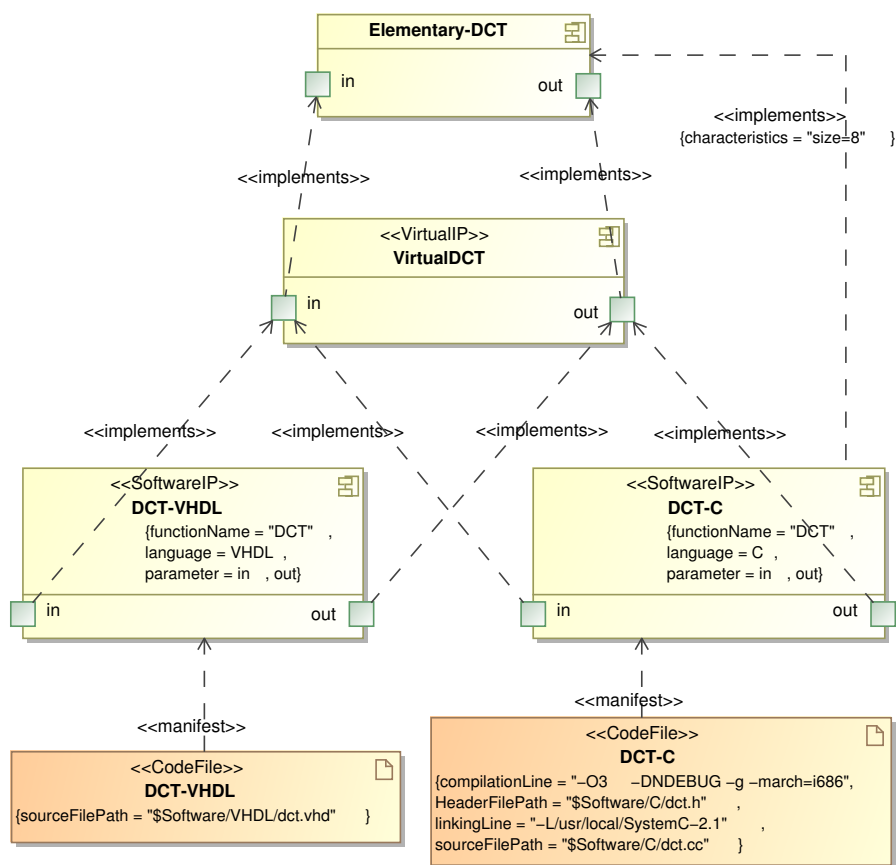 Elementary-DCT
in
out
<<implements>>
{characteristics = "size=8" }
<<implements>>
<<implements>>
<<VirtualIP>>
VirtualDCT
in
out
<<implements>>
<<implements>>
<<implements>>
<<implements>>
<<SoftwareIP>>
DCT-VHDL
{functionName = "DCT" ,
language = VHDL ,
parameter = in , out}
in
out
<<SoftwareIP>>
DCT-C
{functionName = "DCT" ,
language = C ,
parameter = in , out}
in
out
<<manifest>>
<<manifest>>
<<CodeFile>>
DCT-VHDL
{sourceFilePath = "$Software/VHDL/dct.vhd" }
<<CodeFile>>
DCT-C
{compilationLine = "−O3 −DNDEBUG −g −march=i686",
HeaderFilePath = "$Software/C/dct.h" ,
linkingLine = "−L/usr/local/SystemC−2.1" ,
sourceFilePath = "$Software/C/dct.cc" }